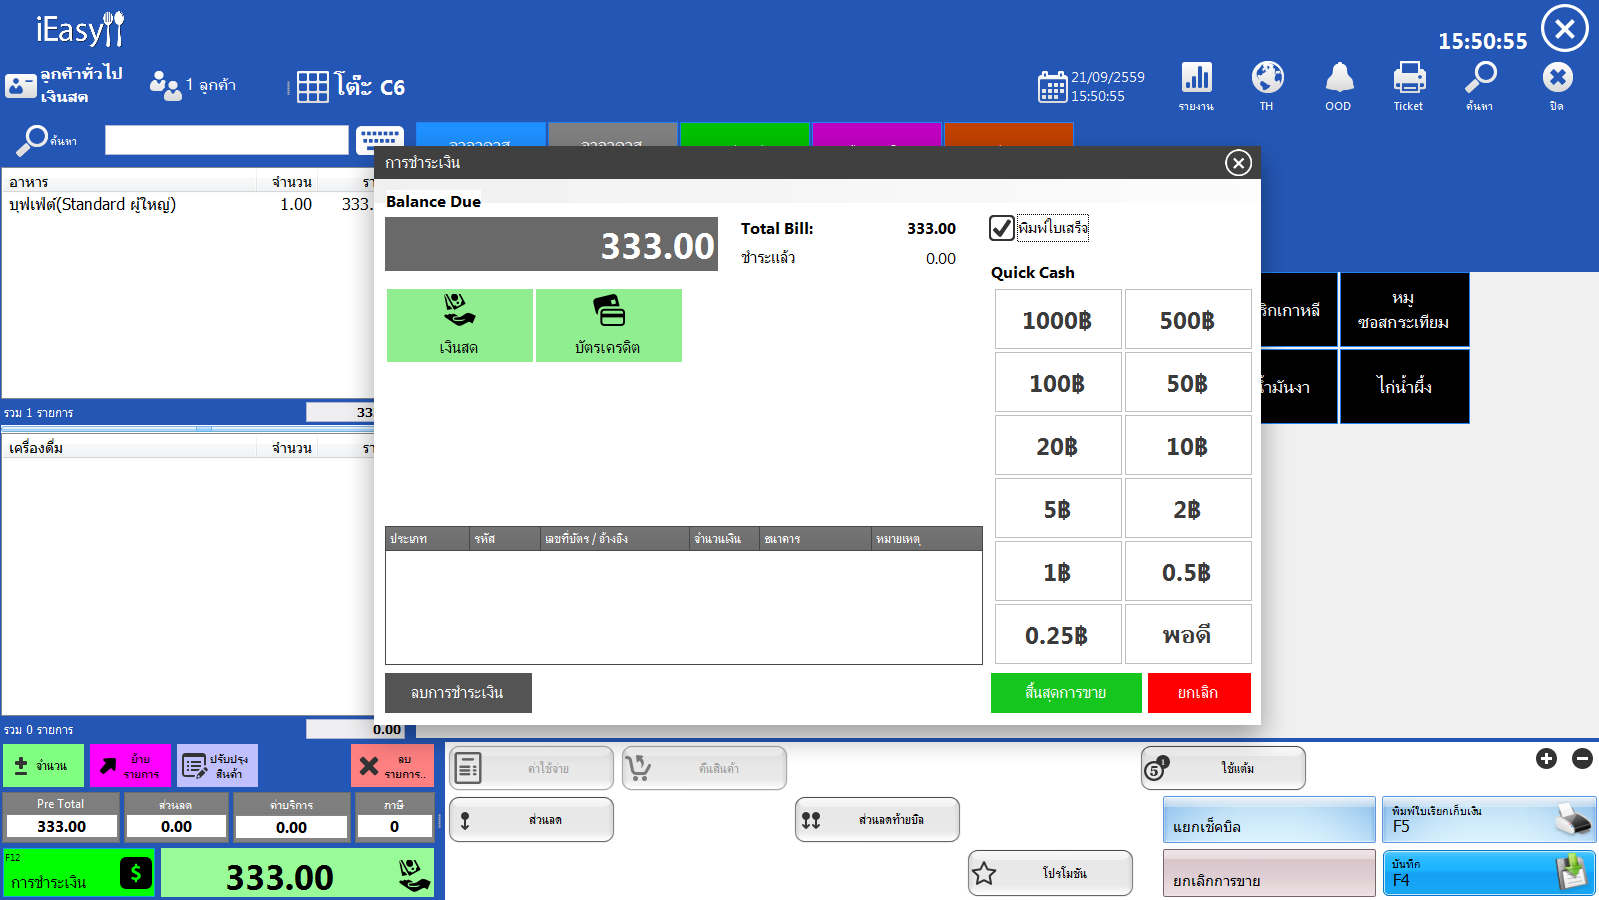 iEasy
15:50:55
ลูกค้าทั่วไป
เงินสด
1 ลูกค้า
โต๊ะ C6
21/09/2559
15:50:55
รายงาน
TH
OOD
Ticket
ค้นหา
ปิด
ค้นหา
อาหาร จำนวน รา
บุฟเฟ่ต์(Standard ผู้ใหญ่) 1.00 333.
รวม 1 รายการ 33
เครื่องดื่ม จำนวน รา
รวม 0 รายการ 0.00
การชำระเงิน
Balance Due
333.00
Total Bill: 333.00
ชำระแล้ว 0.00
พิมพ์ใบเสร็จ
เงินสด
บัตรเครดิต
Quick Cash
1000฿ 500฿
100฿ 50฿
20฿ 10฿
5฿ 2฿
1฿ 0.5฿
0.25฿ พอดี
ประเภท รหัส เลขที่บัตร / อ้างอิง จำนวนเงิน ธนาคาร หมายเหตุ
ลบการชำระเงิน
สิ้นสุดการขาย
ยกเลิก
ริกเกาหลี
หมู
ซอสกระเทียม
้ำมันงา
ไก่น้ำผึ้ง
จำนวน
ย้าย
รายการ
ปรับปรุง
สินค้า
ลบ
รายการ..
Pre Total ส่วนลด ค่าบริการ ภาษี
333.00 0.00 0.00 0
F12
การชำระเงิน
333.00
ค่าใช้จ่าย
คืนสินค้า
ใช้แต้ม
ส่วนลด
ส่วนลดท้ายบิล
โปรโมชัน
แยกเช็คบิล
พิมพ์ใบเรียกเก็บเงิน
F5
ยกเลิกการขาย
บันทึก
F4